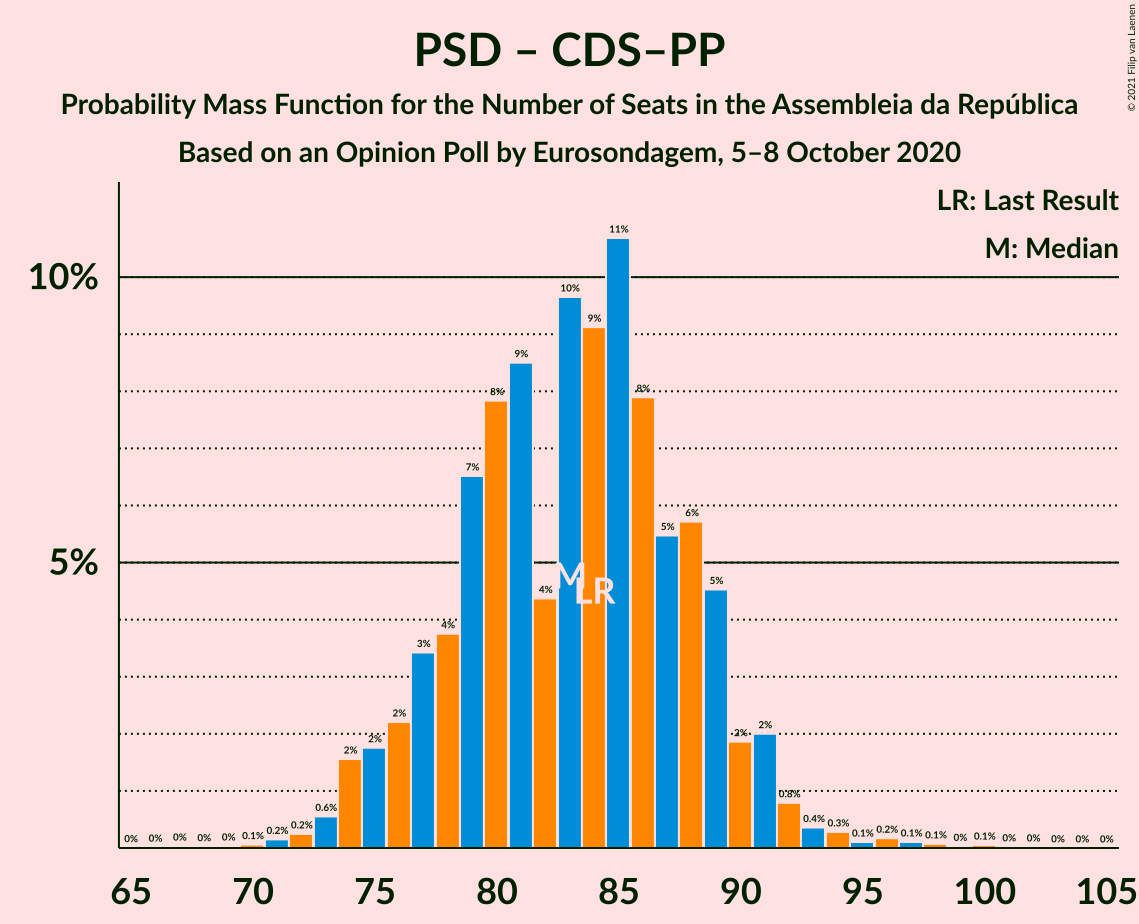 © 2021 Filip van Laenen
PSD – CDS–PP
Probability Mass Function for the Number of Seats in the Assembleia da República
Based on an Opinion Poll by Eurosondagem, 5–8 October 2020
LR: Last Result
M: Median
10%
5%
0% 0% 0% 0% 0% 0.1% 0.2% 0.2% 0.6% 2% 2% 2% 3% 4% 7% 8% 9% 4% 10% 9% 11% 8% 5% 6% 5% 2% 2% 0.8% 0.4% 0.3% 0.1% 0.2% 0.1% 0.1% 0% 0.1% 0% 0% 0% 0% 0%
M
LR
65 70 75 80 85 90 95 100 105